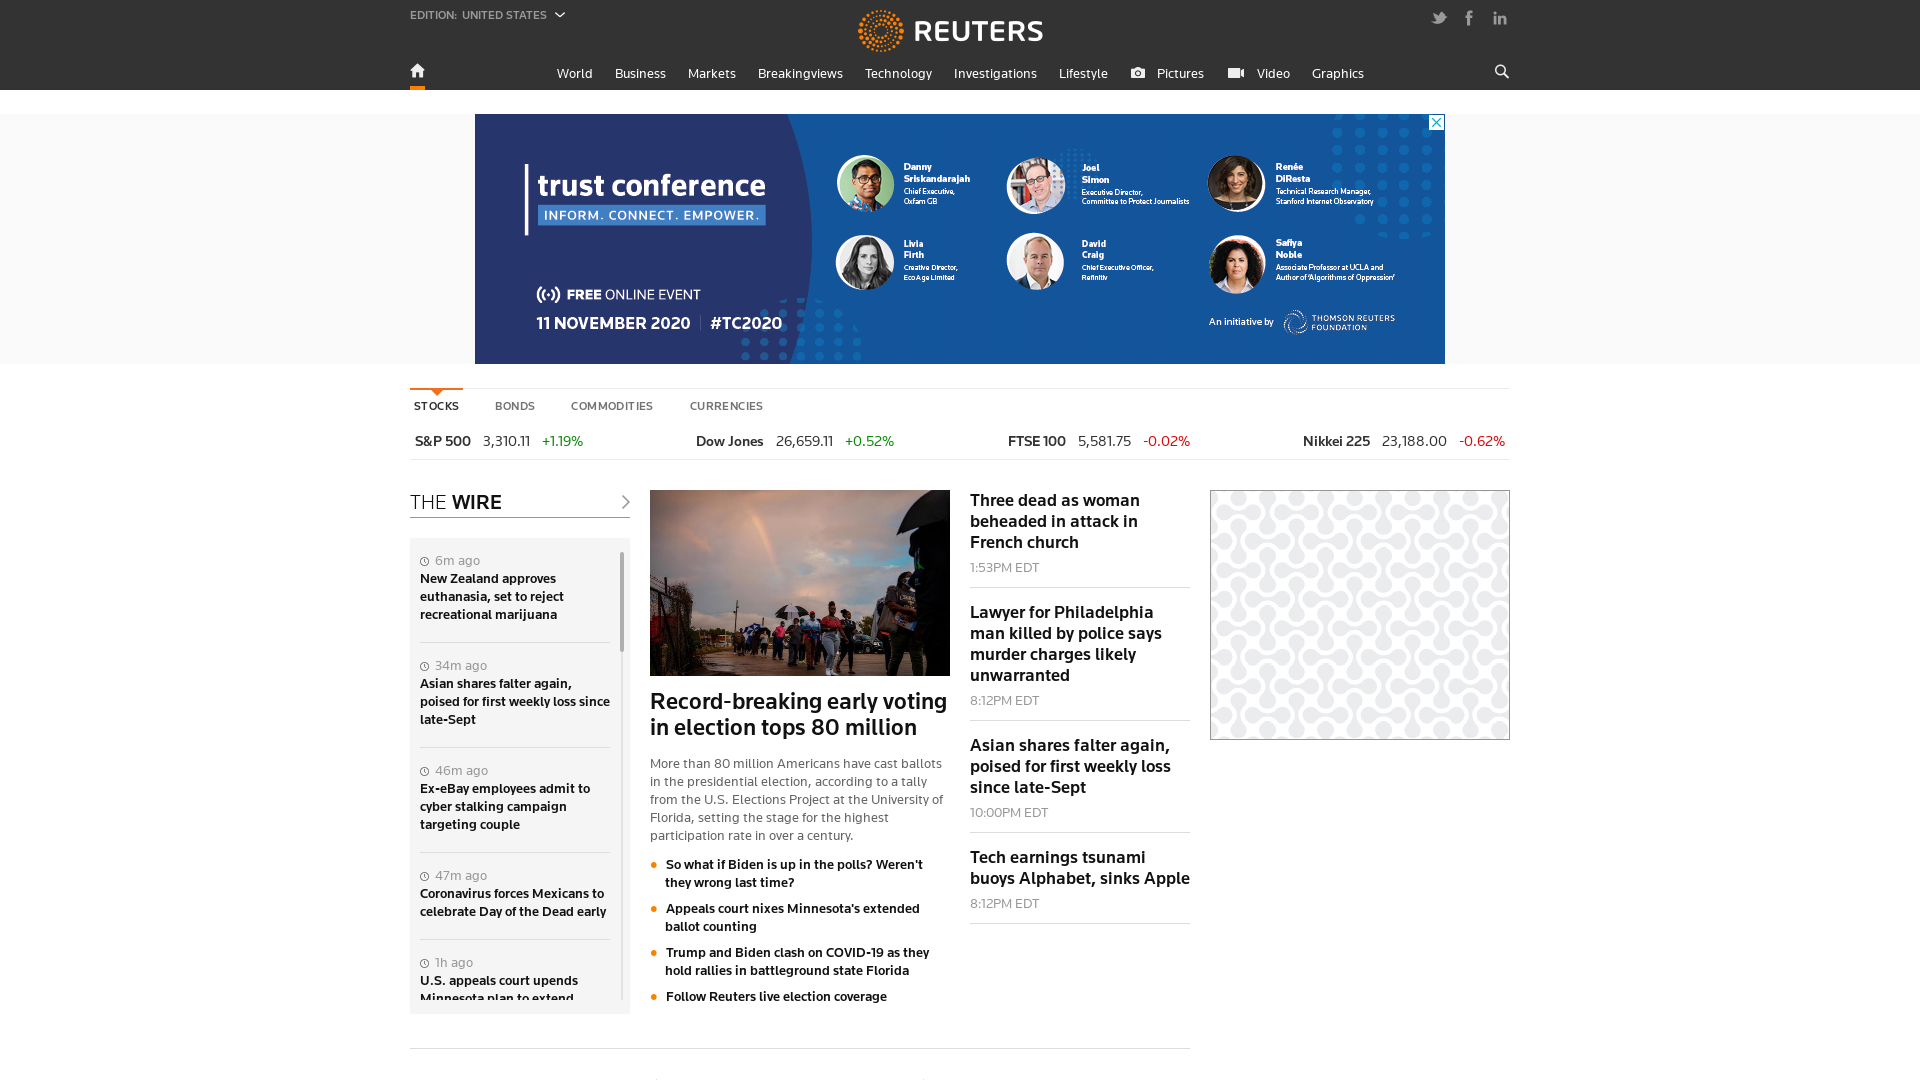 EDITION: UNITED STATES
REUTERS
World Business Markets Breakingviews Technology Investigations Lifestyle Pictures Video Graphics
trust conference
INFORM. CONNECT. EMPOWER.
FREE ONLINE EVENT
11 NOVEMBER 2020 #TC2020
Danny
Sriskandarajah
Chief Executive,
Oxfam GB
Joel
Simon
Executive Director,
Committee to Protect Journalists
Renée
DiResta
Technical Research Manager,
Stanford Internet Observatory
Livia
Firth
Creative Director,
Eco Age Limited
David
Craig
Chief Executive Officer,
Refinitiv
Safiya
Noble
Associate Professor at UCLA and
Author of 'Algorithms of Oppression'
An initiative by
THOMSON REUTERS
FOUNDATION
STOCKS BONDS COMMODITIES CURRENCIES
S&P 500 3,310.11 +1.19% Dow Jones 26,659.11 +0.52% FTSE 100 5,581.75 -0.02% Nikkei 225 23,188.00 -0.62%
THE WIRE
6m ago
New Zealand approves
euthanasia, set to reject
recreational marijuana
34m ago
Asian shares falter again,
poised for first weekly loss since
late-Sept
46m ago
Ex-eBay employees admit to
cyber stalking campaign
targeting couple
47m ago
Coronavirus forces Mexicans to
celebrate Day of the Dead early
1h ago
U.S. appeals court upends
Minnesota plan to extend
Record-breaking early voting
in election tops 80 million
More than 80 million Americans have cast ballots
in the presidential election, according to a tally
from the U.S. Elections Project at the University of
Florida, setting the stage for the highest
participation rate in over a century.
So what if Biden is up in the polls? Weren't
they wrong last time?
Appeals court nixes Minnesota's extended
ballot counting
Trump and Biden clash on COVID-19 as they
hold rallies in battleground state Florida
Follow Reuters live election coverage
Three dead as woman
beheaded in attack in
French church
1:53PM EDT
Lawyer for Philadelphia
man killed by police says
murder charges likely
unwarranted
8:12PM EDT
Asian shares falter again,
poised for first weekly loss
since late-Sept
10:00PM EDT
Tech earnings tsunami
buoys Alphabet, sinks Apple
8:12PM EDT